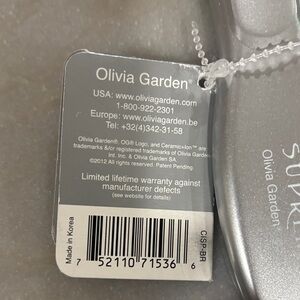 Olivia Garden®
USA: www.oliviagarden.com
1-800-922-2301
Europe: www.oliviagarden.be
Tel: +32(4)342-31-58
Olivia Garden®, OG® Logo, and Ceramic+Ion™ are
trademarks &/or registered trademarks of Olivia Garden
Int. Inc. & Olivia Garden SA.
©2012 All rights reserved. Patent Pending
Limited lifetime warranty against
manufacturer defects
(see website for details)
Made in Korea
CISP-BR
7 52110 71536 6
SUPRE
Olivia Garden